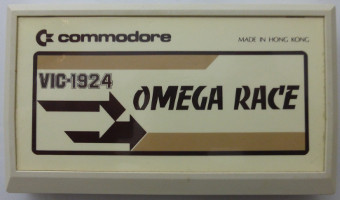 commodore
MADE IN HONG KONG
VIC-1924
OMEGA RACE